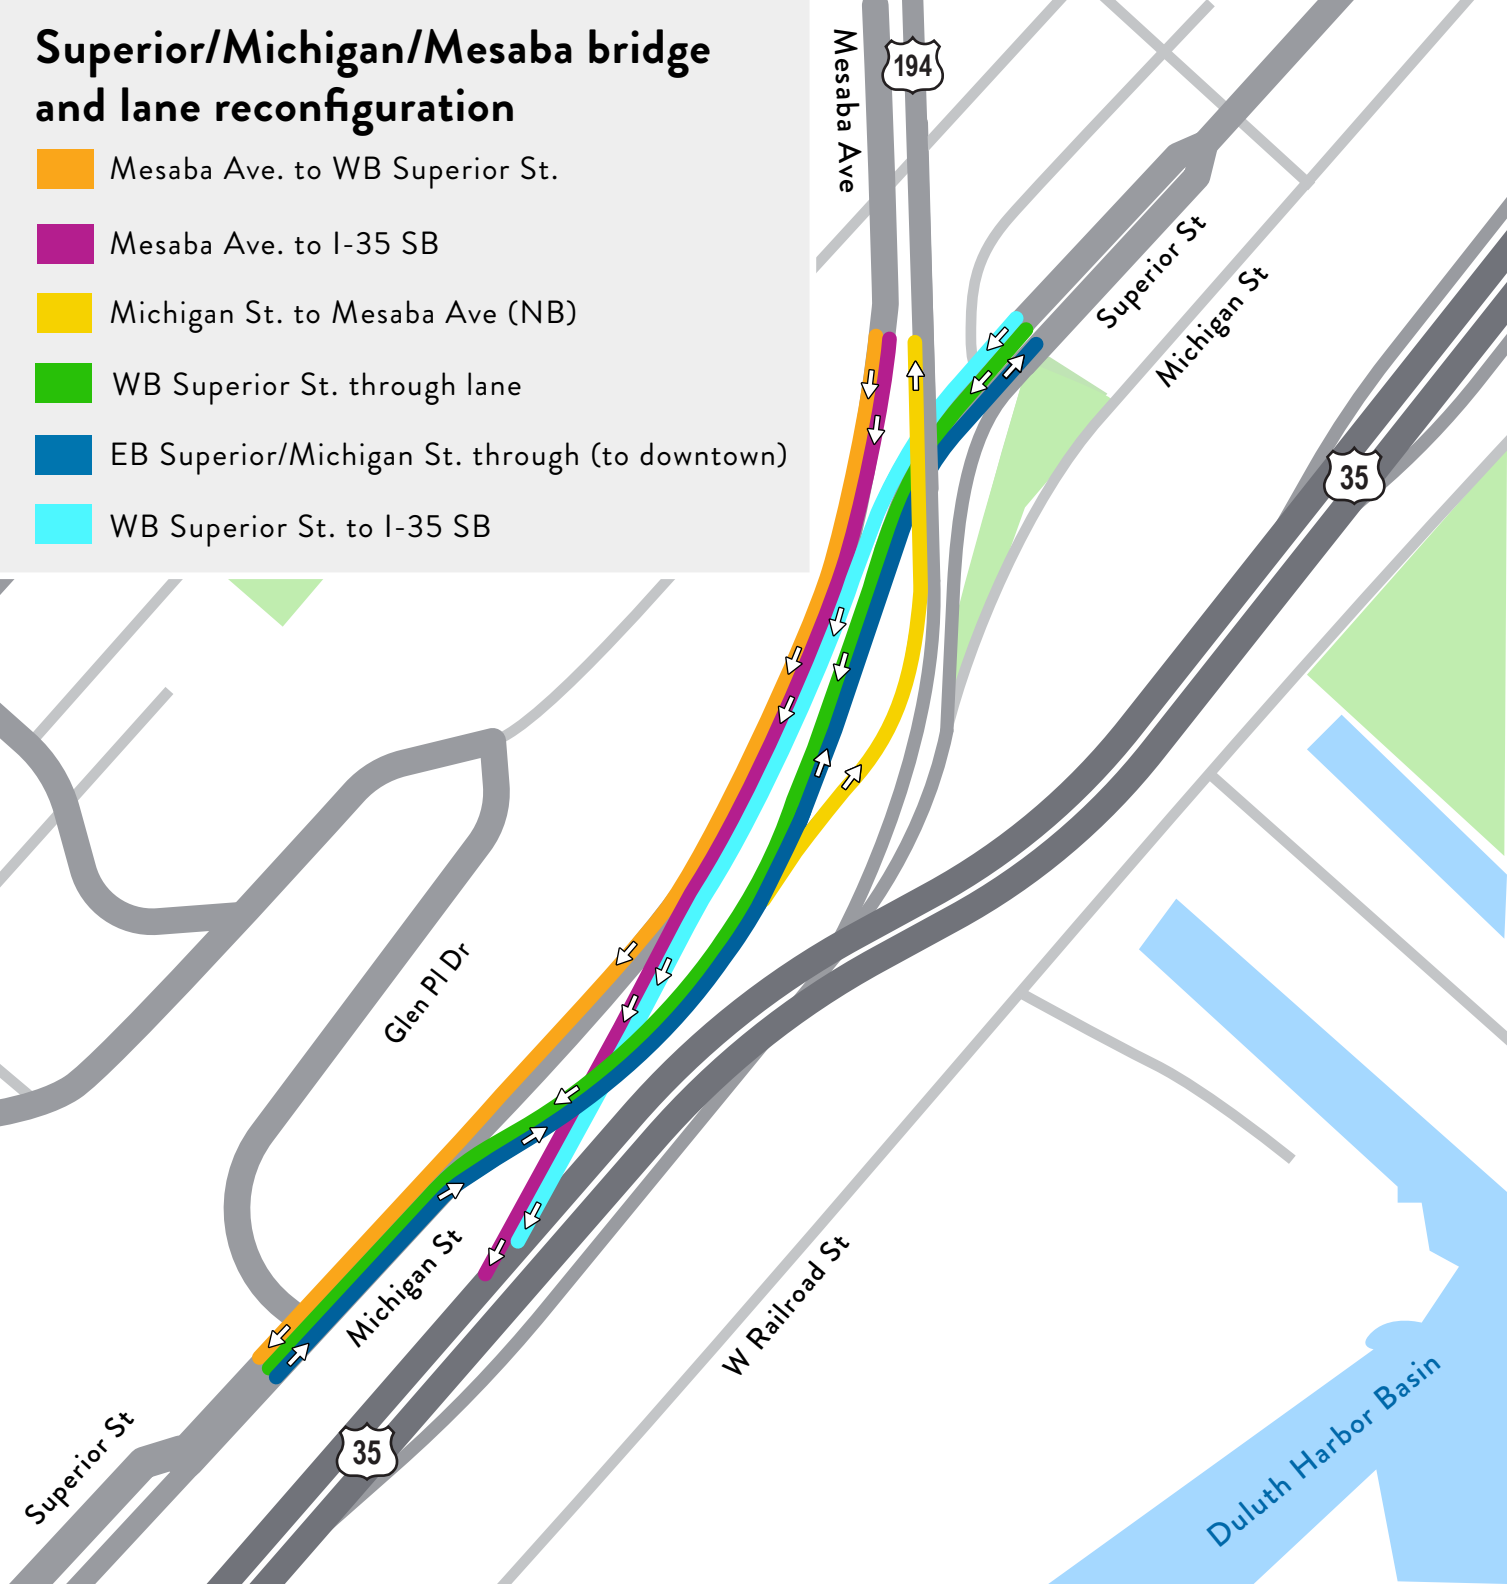 Superior/Michigan/Mesaba bridge
and lane reconfiguration
Mesaba Ave. to WB Superior St.
Mesaba Ave. to I-35 SB
Michigan St. to Mesaba Ave (NB)
WB Superior St. through lane
EB Superior/Michigan St. through (to downtown)
WB Superior St. to I-35 SB
Mesaba Ave
194
Superior St
Michigan St
35
Glen Pl Dr
Michigan St
W Railroad St
Superior St
35
Duluth Harbor Basin